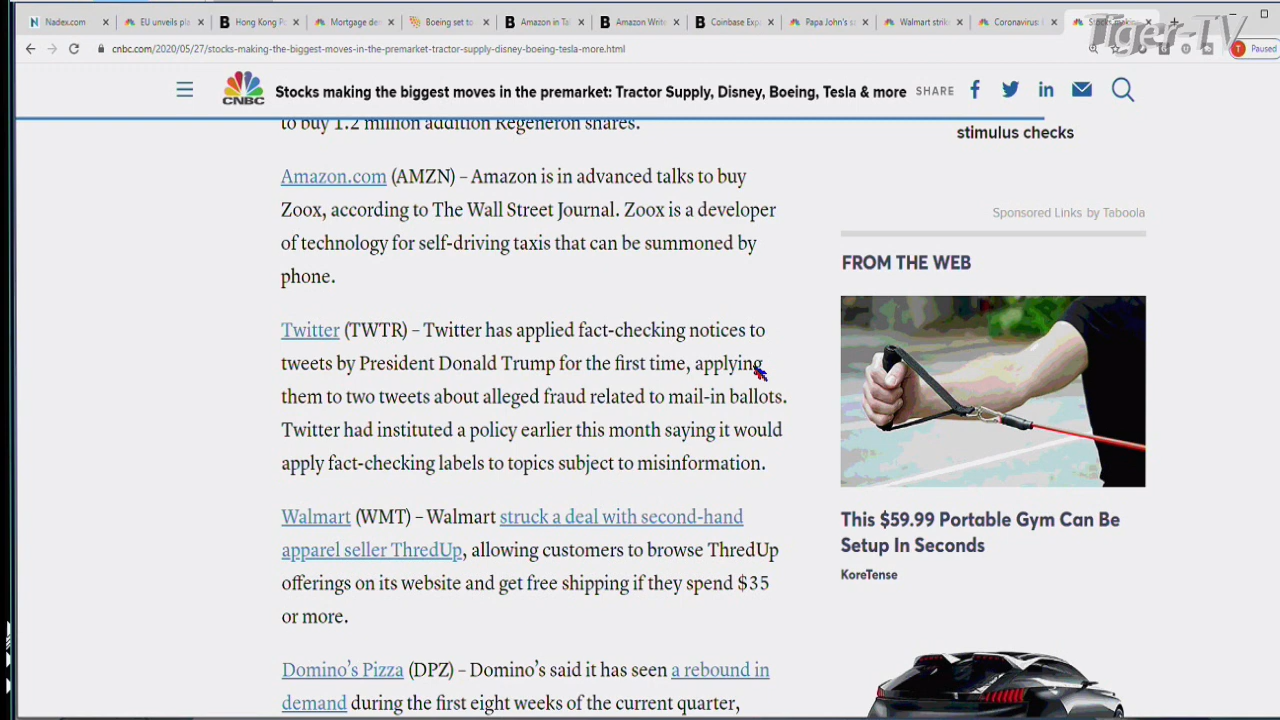 Nadex.com
EU unveils pla
Hong Kong Po
Mortgage der
Boeing set to
Amazon in Tal
Amazon Write
Coinbase Expa
Papa John's s
Walmart strik
Coronavirus:
Stocks mak
Tiger-TV
cnbc.com/2020/05/27/stocks-making-the-biggest-moves-in-the-premarket-tractor-supply-disney-boeing-tesla-more.html
T
Paused
CNBC
Stocks making the biggest moves in the premarket: Tractor Supply, Disney, Boeing, Tesla & more
SHARE
to buy 1.2 million addition Regeneron shares.
Amazon.com (AMZN) – Amazon is in advanced talks to buy
Zoox, according to The Wall Street Journal. Zoox is a developer
of technology for self-driving taxis that can be summoned by
phone.
Twitter (TWTR) – Twitter has applied fact-checking notices to
tweets by President Donald Trump for the first time, applying
them to two tweets about alleged fraud related to mail-in ballots.
Twitter had instituted a policy earlier this month saying it would
apply fact-checking labels to topics subject to misinformation.
Walmart (WMT) – Walmart struck a deal with second-hand
apparel seller ThredUp, allowing customers to browse ThredUp
offerings on its website and get free shipping if they spend $35
or more.
Domino's Pizza (DPZ) – Domino's said it has seen a rebound in
demand during the first eight weeks of the current quarter,
stimulus checks
Sponsored Links by Taboola
FROM THE WEB
This $59.99 Portable Gym Can Be
Setup In Seconds
KoreTense